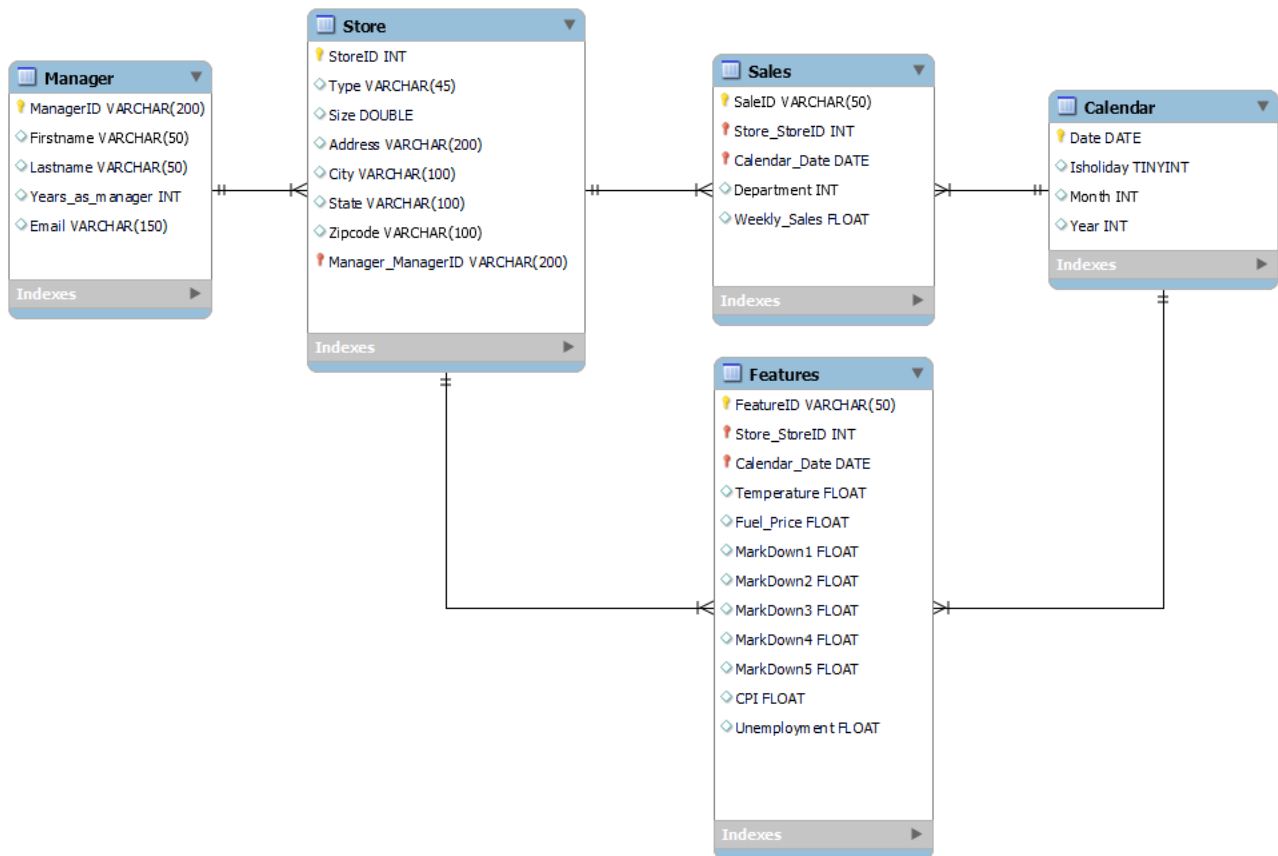 Manager
ManagerID VARCHAR(200)
Firstname VARCHAR(50)
Lastname VARCHAR(50)
Years_as_manager INT
Email VARCHAR(150)
Indexes
Store
StoreID INT
Type VARCHAR(45)
Size DOUBLE
Address VARCHAR(200)
City VARCHAR(100)
State VARCHAR(100)
Zipcode VARCHAR(100)
Manager_ManagerID VARCHAR(200)
Indexes
Sales
SaleID VARCHAR(50)
Store_StoreID INT
Calendar_Date DATE
Department INT
Weekly_Sales FLOAT
Indexes
Calendar
Date DATE
Isholiday TINYINT
Month INT
Year INT
Indexes
Features
FeatureID VARCHAR(50)
Store_StoreID INT
Calendar_Date DATE
Temperature FLOAT
Fuel_Price FLOAT
MarkDown1 FLOAT
MarkDown2 FLOAT
MarkDown3 FLOAT
MarkDown4 FLOAT
MarkDown5 FLOAT
CPI FLOAT
Unemployment FLOAT
Indexes